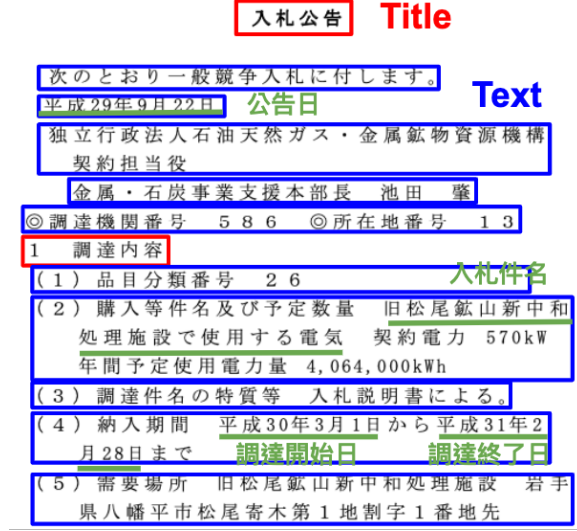 入札公告 Title
次のとおり一般競争入札に付します。
平成29年9月22日 公告日 Text
独立行政法人石油天然ガス・金属鉱物資源機構
契約担当役
金属・石炭事業支援本部長 池田 肇
◎調達機関番号 586 ◎所在地番号 13
1 調達内容
(1)品目分類番号 26 入札件名
(2)購入等件名及び予定数量 旧松尾鉱山新中和
処理施設で使用する電気 契約電力 570kW
年間予定使用電力量 4,064,000kWh
(3)調達件名の特質等 入札説明書による。
(4)納入期間 平成30年3月1日から平成31年2
月28日まで 調達開始日 調達終了日
(5)需要場所 旧松尾鉱山新中和処理施設 岩手
県八幡平市松尾寄木第1地割字1番地先